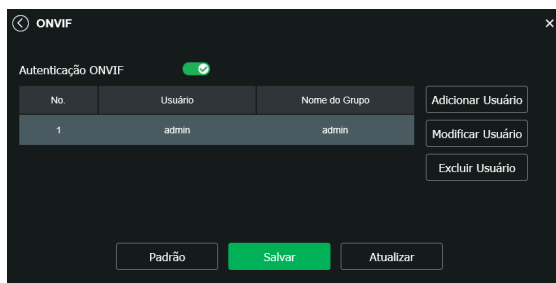 ONVIF
Autenticação ONVIF
No. Usuário Nome do Grupo
1 admin admin
Adicionar Usuário
Modificar Usuário
Excluir Usuário
Padrão Salvar Atualizar